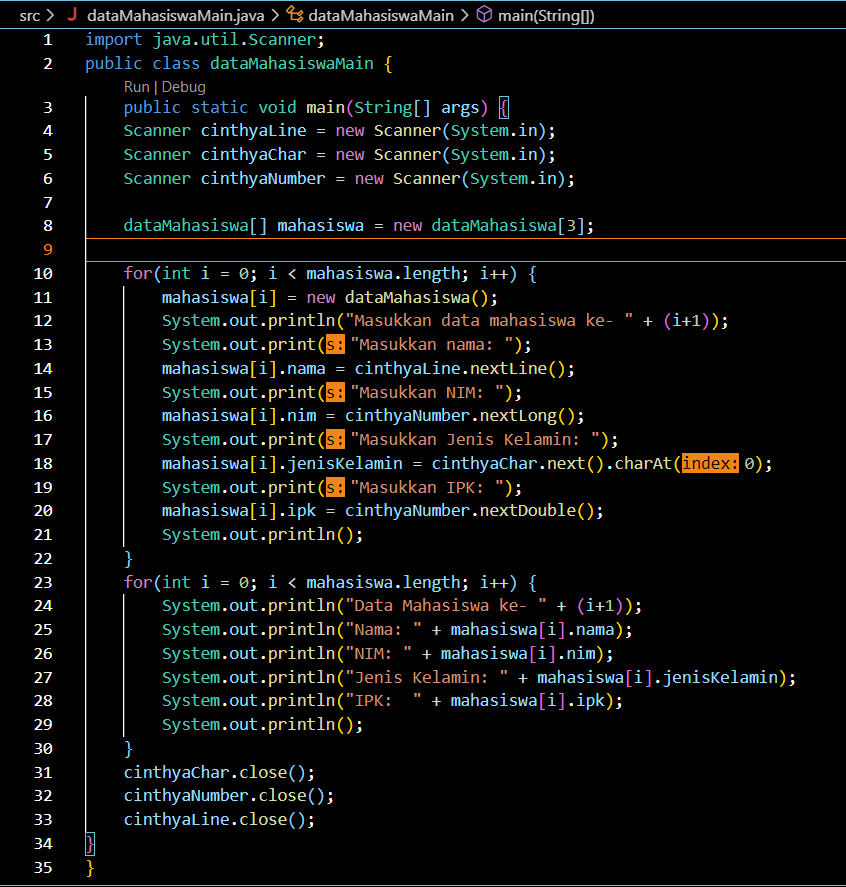 src > J dataMahasiswaMain.java > dataMahasiswaMain > main(String[])
1 import java.util.Scanner;
2 public class dataMahasiswaMain {
Run | Debug
3 public static void main(String[] args) {
4 Scanner cinthyaLine = new Scanner(System.in);
5 Scanner cinthyaChar = new Scanner(System.in);
6 Scanner cinthyaNumber = new Scanner(System.in);
7
8 dataMahasiswa[] mahasiswa = new dataMahasiswa[3];
9
10 for(int i = 0; i < mahasiswa.length; i++) {
11 mahasiswa[i] = new dataMahasiswa();
12 System.out.println("Masukkan data mahasiswa ke- " + (i+1));
13 System.out.print(s: "Masukkan nama: ");
14 mahasiswa[i].nama = cinthyaLine.nextLine();
15 System.out.print(s: "Masukkan NIM: ");
16 mahasiswa[i].nim = cinthyaNumber.nextLong();
17 System.out.print(s: "Masukkan Jenis Kelamin: ");
18 mahasiswa[i].jenisKelamin = cinthyaChar.next().charAt(index: 0);
19 System.out.print(s: "Masukkan IPK: ");
20 mahasiswa[i].ipk = cinthyaNumber.nextDouble();
21 System.out.println();
22 }
23 for(int i = 0; i < mahasiswa.length; i++) {
24 System.out.println("Data Mahasiswa ke- " + (i+1));
25 System.out.println("Nama: " + mahasiswa[i].nama);
26 System.out.println("NIM: " + mahasiswa[i].nim);
27 System.out.println("Jenis Kelamin: " + mahasiswa[i].jenisKelamin);
28 System.out.println("IPK:  " + mahasiswa[i].ipk);
29 System.out.println();
30 }
31 cinthyaChar.close();
32 cinthyaNumber.close();
33 cinthyaLine.close();
34 }
35 }